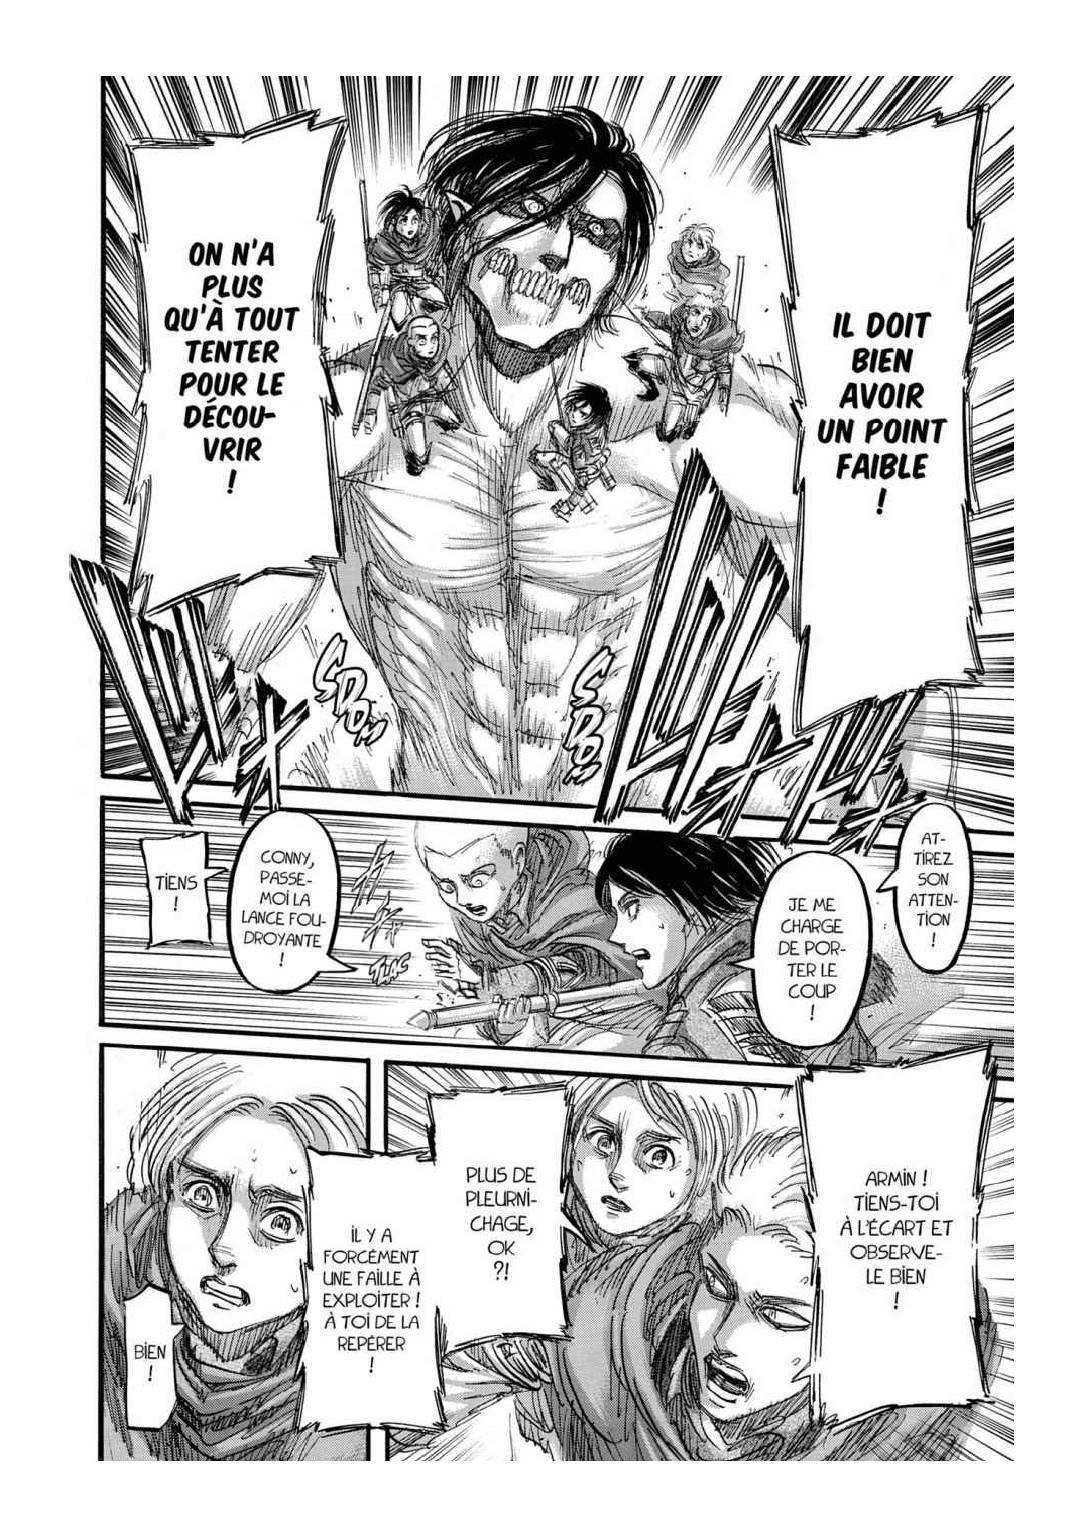 IL DOIT
BIEN
AVOIR
UN POINT
FAIBLE
!
ON N'A
PLUS
QU'À TOUT
TENTER
POUR LE
DÉCOU-
VRIR
!
SDOM
SDOM
AT-
TIREZ
SON
ATTEN-
TION
!
JE ME
CHARGE
DE POR-
TER LE
COUP
!
CONNY,
PASSE-
MOI LA
LANCE FOU-
DROYANTE
!
TIENS
!
ARMIN !
TIENS-TOI
À L'ÉCART ET
OBSERVE-
LE BIEN
!
PLUS DE
PLEURNI-
CHAGE,
OK
?!
IL Y A
FORCÉMENT
UNE FAILLE À
EXPLOITER !
À TOI DE LA
REPÉRER
!
BIEN
!